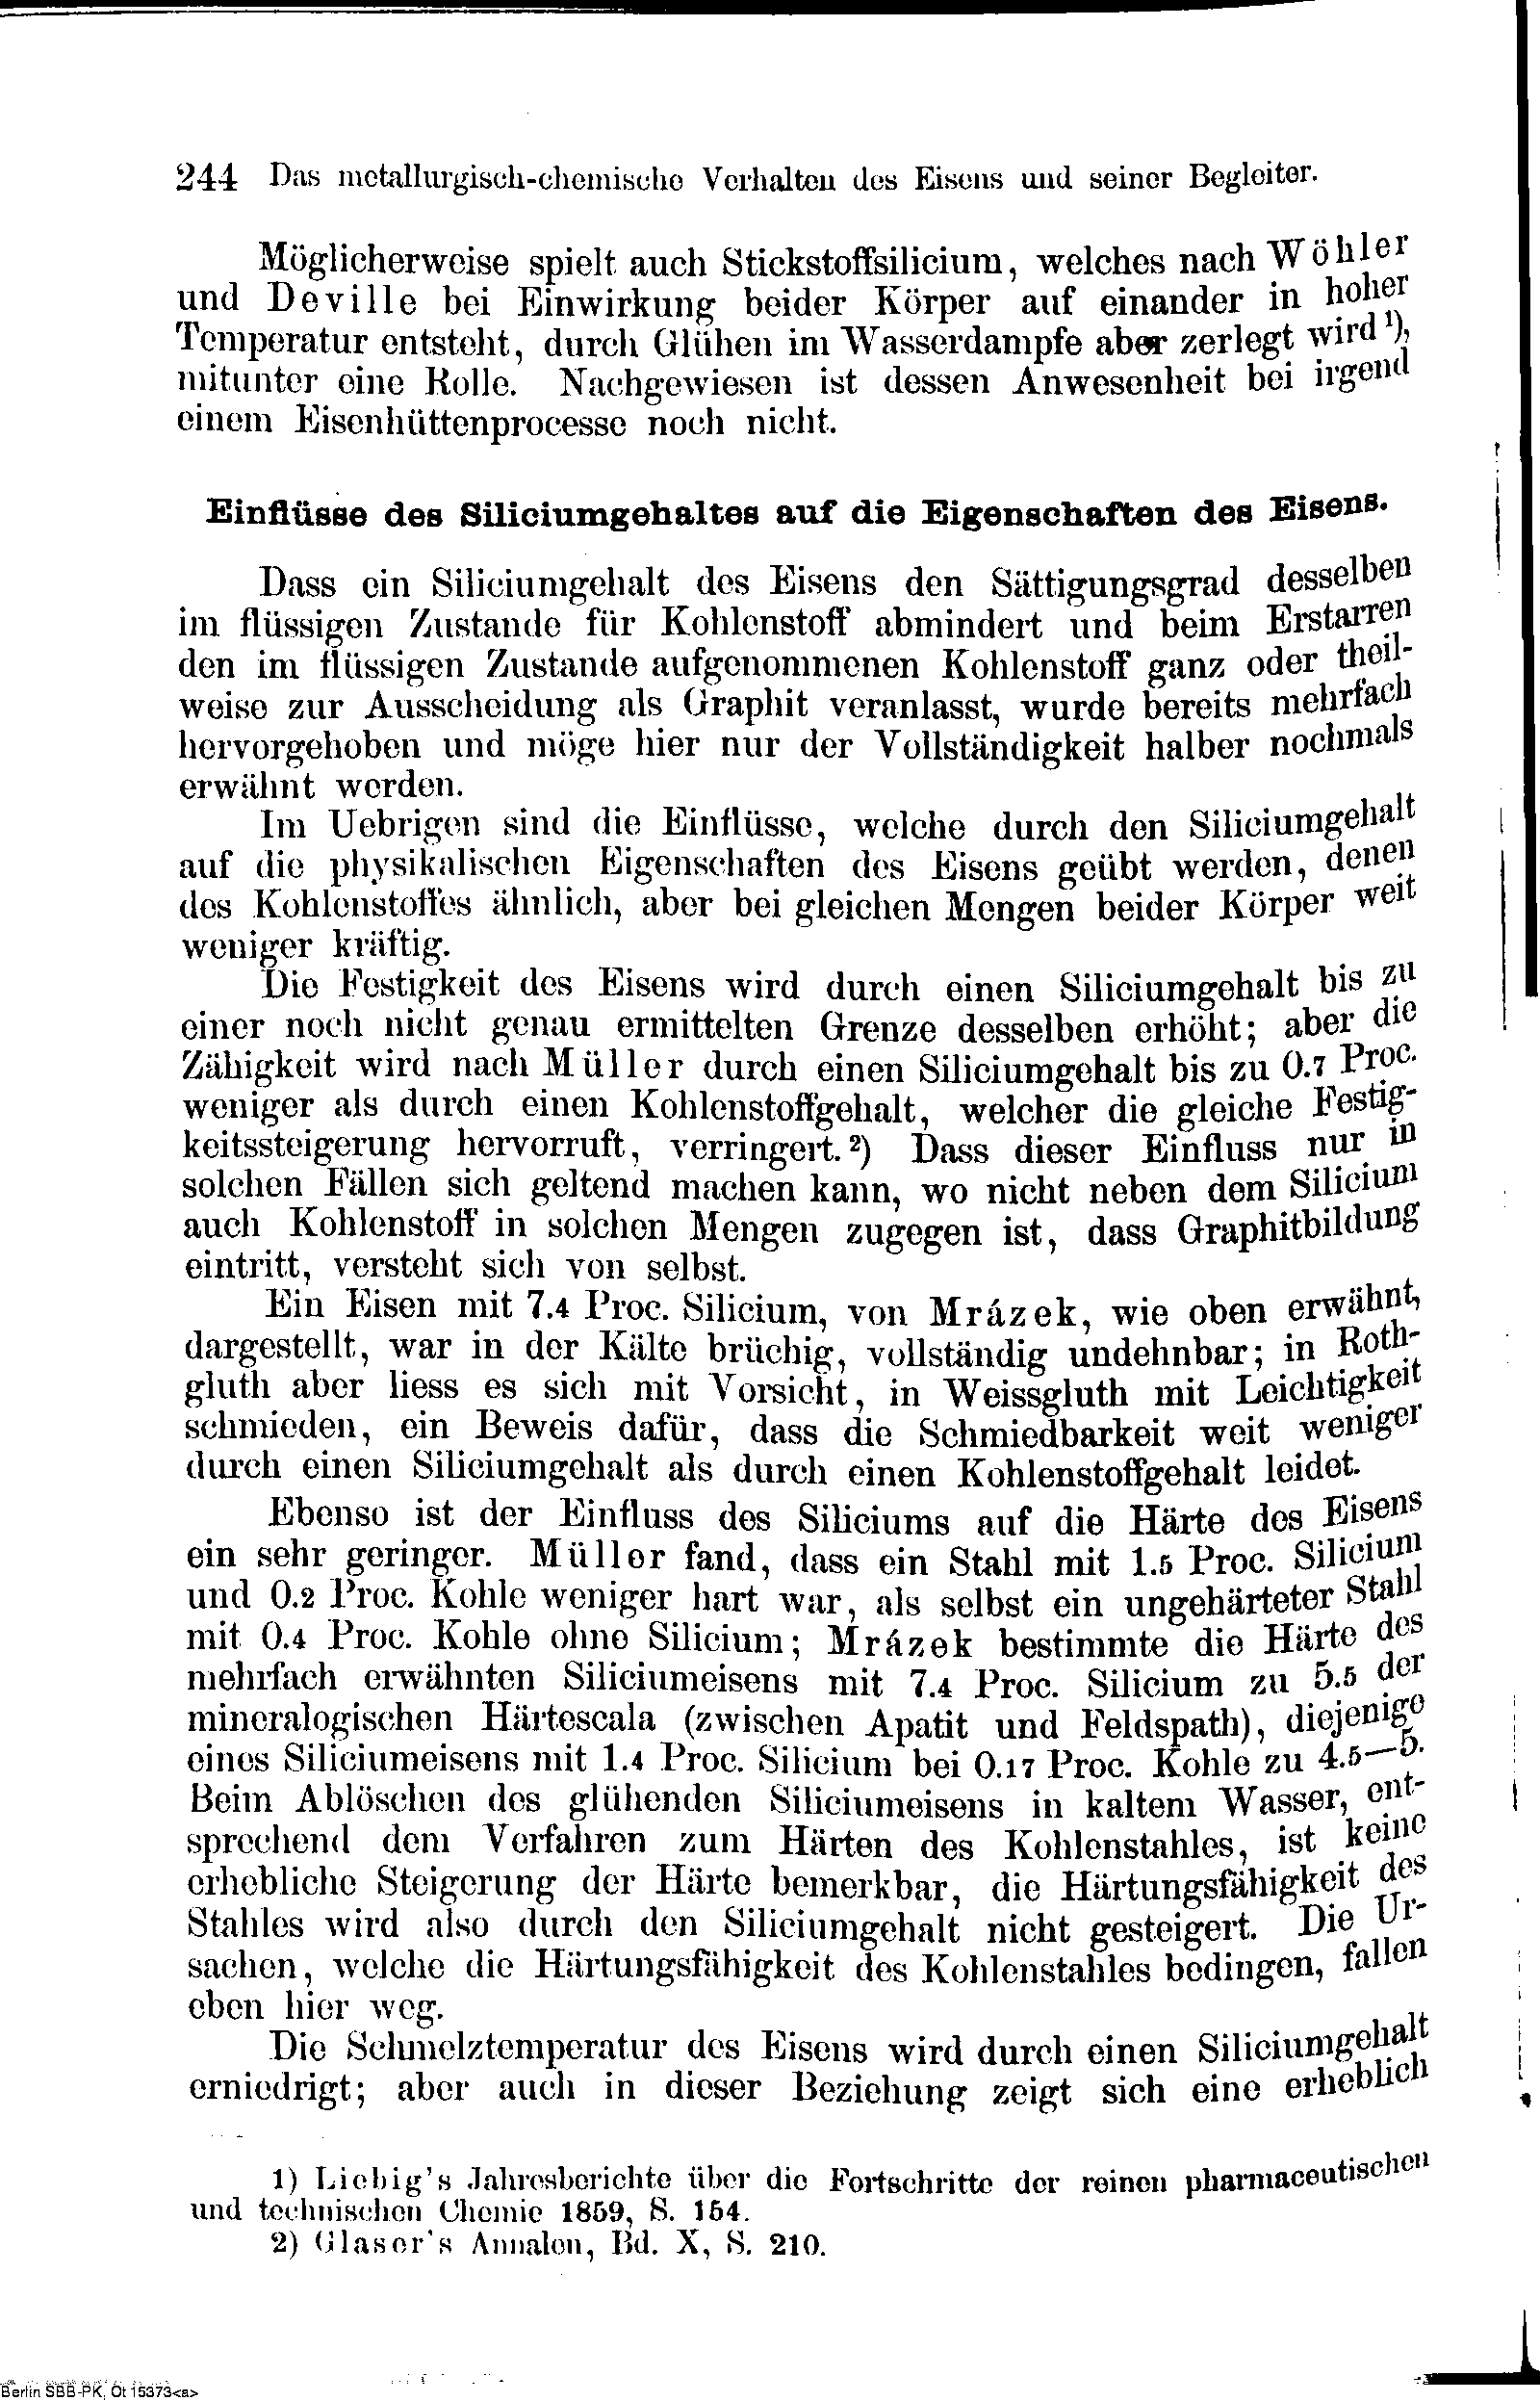 244 Das metallurgisch-chemische Verhalten des Eisens und seiner Begleiter.
Möglicherweise spielt auch Stickstoffsilicium, welches nach Wöhler
und Deville bei Einwirkung beider Körper auf einander in hoher
Temperatur entsteht, durch Glühen im Wasserdampfe aber zerlegt wird¹),
mitunter eine Rolle. Nachgewiesen ist dessen Anwesenheit bei irgend
einem Eisenhüttenprocesse noch nicht.
Einflüsse des Siliciumgehaltes auf die Eigenschaften des Eisens.
Dass ein Siliciumgehalt des Eisens den Sättigungsgrad desselben
im flüssigen Zustande für Kohlenstoff abmindert und beim Erstarren
den im flüssigen Zustande aufgenommenen Kohlenstoff ganz oder theil-
weise zur Ausscheidung als Graphit veranlasst, wurde bereits mehrfach
hervorgehoben und möge hier nur der Vollständigkeit halber nochmals
erwähnt werden.
Im Uebrigen sind die Einflüsse, welche durch den Siliciumgehalt
auf die physikalischen Eigenschaften des Eisens geübt werden, denen
des Kohlenstoffes ähnlich, aber bei gleichen Mengen beider Körper weit
weniger kräftig.
Die Festigkeit des Eisens wird durch einen Siliciumgehalt bis zu
einer noch nicht genau ermittelten Grenze desselben erhöht; aber die
Zähigkeit wird nach Müller durch einen Siliciumgehalt bis zu 0.7 Proc.
weniger als durch einen Kohlenstoffgehalt, welcher die gleiche Festig-
keitssteigerung hervorruft, verringert.²) Dass dieser Einfluss nur in
solchen Fällen sich geltend machen kann, wo nicht neben dem Silicium
auch Kohlenstoff in solchen Mengen zugegen ist, dass Graphitbildung
eintritt, versteht sich von selbst.
Ein Eisen mit 7.4 Proc. Silicium, von Mrázek, wie oben erwähnt,
dargestellt, war in der Kälte brüchig, vollständig undehnbar; in Roth-
gluth aber liess es sich mit Vorsicht, in Weissgluth mit Leichtigkeit
schmieden, ein Beweis dafür, dass die Schmiedbarkeit weit weniger
durch einen Siliciumgehalt als durch einen Kohlenstoffgehalt leidet.
Ebenso ist der Einfluss des Siliciums auf die Härte des Eisens
ein sehr geringer. Müller fand, dass ein Stahl mit 1.5 Proc. Silicium
und 0.2 Proc. Kohle weniger hart war, als selbst ein ungehärteter Stahl
mit 0.4 Proc. Kohle ohne Silicium; Mrázek bestimmte die Härte des
mehrfach erwähnten Siliciumeisens mit 7.4 Proc. Silicium zu 5.5 der
mineralogischen Härtescala (zwischen Apatit und Feldspath), diejenige
eines Siliciumeisens mit 1.4 Proc. Silicium bei 0.17 Proc. Kohle zu 4.5—5.
Beim Ablöschen des glühenden Siliciumeisens in kaltem Wasser, ent-
sprechend dem Verfahren zum Härten des Kohlenstahles, ist keine
erhebliche Steigerung der Härte bemerkbar, die Härtungsfähigkeit des
Stahles wird also durch den Siliciumgehalt nicht gesteigert. Die Ur-
sachen, welche die Härtungsfähigkeit des Kohlenstahles bedingen, fallen
eben hier weg.
Die Schmelztemperatur des Eisens wird durch einen Siliciumgehalt
erniedrigt; aber auch in dieser Beziehung zeigt sich eine erheblich
1) Liebig's Jahresberichte über die Fortschritte der reinen pharmaceutischen
und technischen Chemie 1859, S. 154.
2) Glaser's Annalen, Bd. X, S. 210.
Berlin SBB-PK, Ot 15373<a>